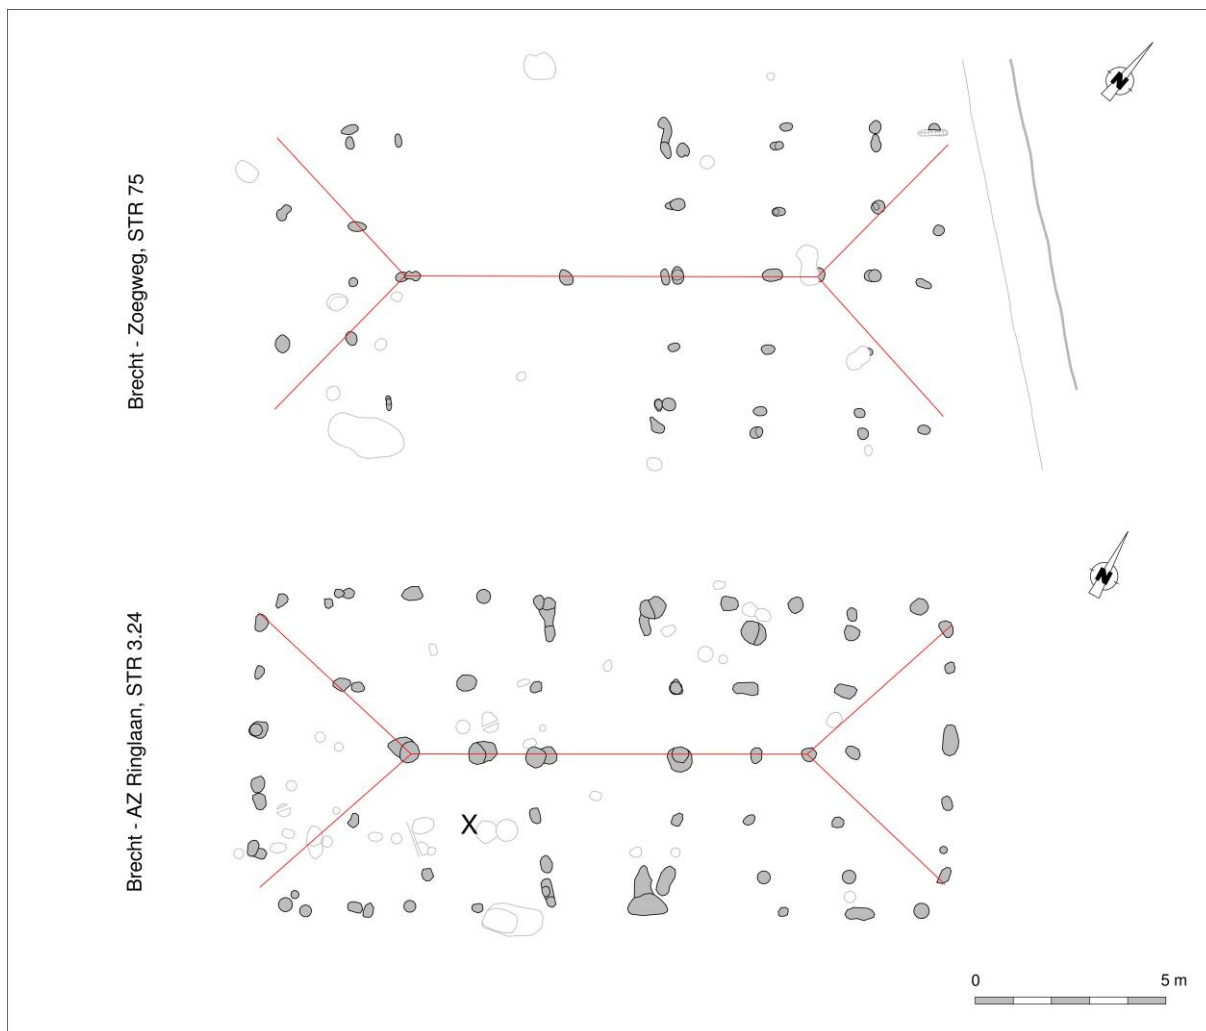 Brecht - Zoegweg, STR 75
N
Brecht - AZ Ringlaan, STR 3.24
N
X
0 5 m